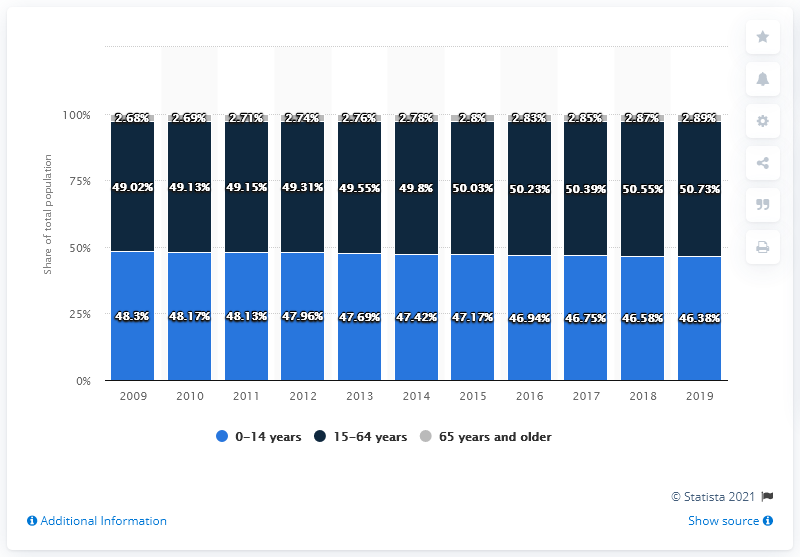 100%
75%
50%
25%
0%
Share of total population
2.68% 2.69% 2.71% 2.74% 2.76% 2.78% 2.8% 2.83% 2.85% 2.87% 2.89%
49.02% 49.13% 49.15% 49.31% 49.55% 49.8% 50.03% 50.23% 50.39% 50.55% 50.73%
48.3% 48.17% 48.13% 47.96% 47.69% 47.42% 47.17% 46.94% 46.75% 46.58% 46.38%
2009 2010 2011 2012 2013 2014 2015 2016 2017 2018 2019
0-14 years 15-64 years 65 years and older
© Statista 2021
Additional Information Show source